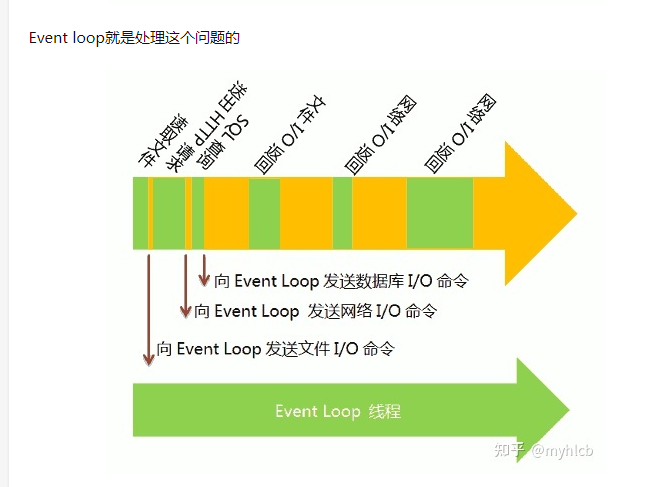 Event loop就是处理这个问题的
读取文件
送出HTTP请求
SQL查询
文件I/O返回
网络I/O返回
网络I/O返回
向 Event Loop 发送数据库 I/O 命令
向 Event Loop 发送网络 I/O 命令
向 Event Loop 发送文件 I/O 命令
Event Loop 线程
知乎 @myhlcb